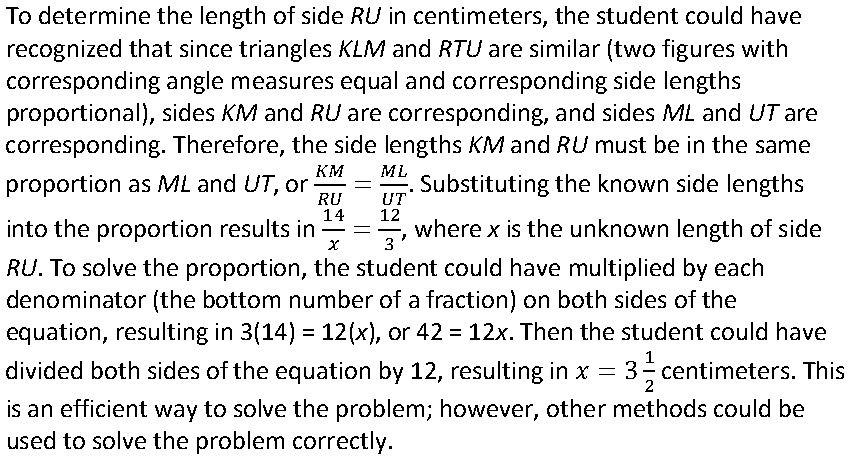 To determine the length of side RU in centimeters, the student could have
recognized that since triangles KLM and RTU are similar (two figures with
corresponding angle measures equal and corresponding side lengths
proportional), sides KM and RU are corresponding, and sides ML and UT are
corresponding. Therefore, the side lengths KM and RU must be in the same
proportion as ML and UT, or KM/RU = ML/UT. Substituting the known side lengths
into the proportion results in 14/x = 12/3, where x is the unknown length of side
RU. To solve the proportion, the student could have multiplied by each
denominator (the bottom number of a fraction) on both sides of the
equation, resulting in 3(14) = 12(x), or 42 = 12x. Then the student could have
divided both sides of the equation by 12, resulting in x = 3 1/2 centimeters. This
is an efficient way to solve the problem; however, other methods could be
used to solve the problem correctly.